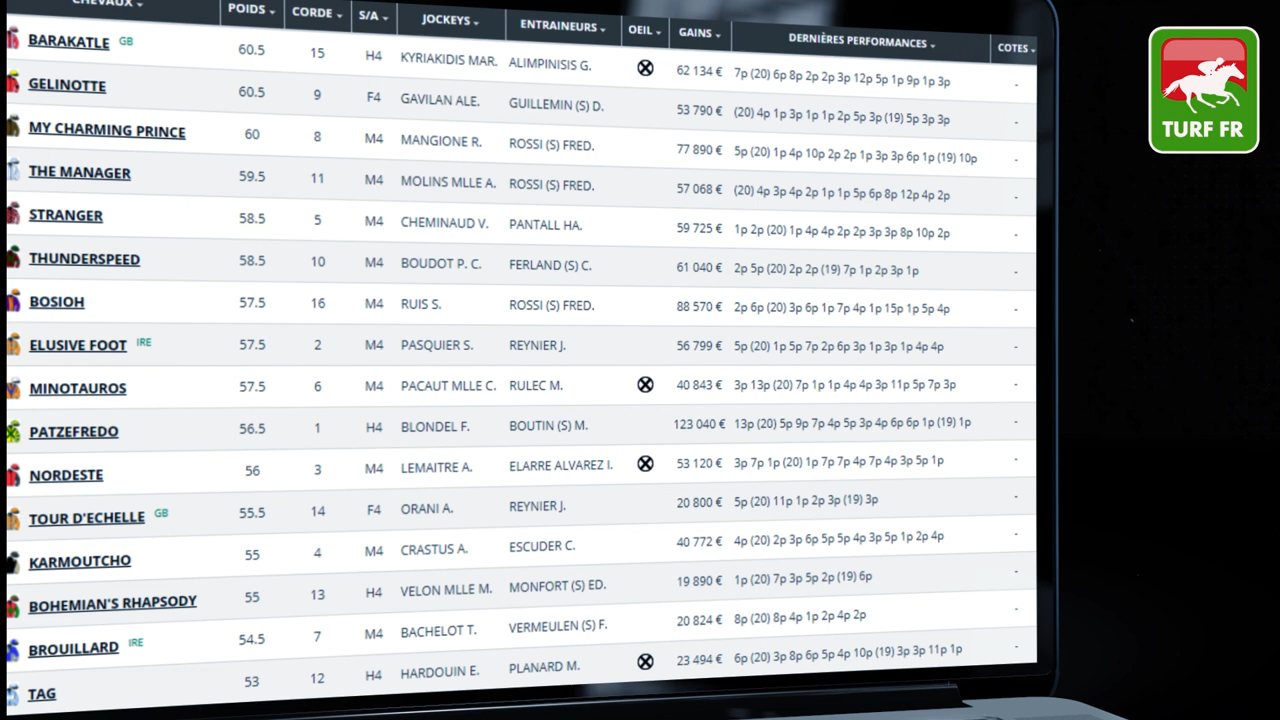 CHEVAUX POIDS CORDE S/A JOCKEYS ENTRAINEURS OEIL GAINS DERNIÈRES PERFORMANCES COTES
BARAKATLE GB 60.5 15 H4 KYRIAKIDIS MAR. ALIMPINISIS G. 62 134 € 7p (20) 6p 8p 2p 2p 3p 12p 5p 1p 9p 1p 3p -
GELINOTTE 60.5 9 F4 GAVILAN ALE. GUILLEMIN (S) D. 53 790 € (20) 4p 1p 3p 1p 1p 2p 5p 3p (19) 5p 3p 3p -
MY CHARMING PRINCE 60 8 M4 MANGIONE R. ROSSI (S) FRED. 77 890 € 5p (20) 1p 4p 10p 2p 2p 1p 3p 3p 6p 1p (19) 10p -
THE MANAGER 59.5 11 M4 MOLINS MLLE A. ROSSI (S) FRED. 57 068 € (20) 4p 3p 4p 2p 1p 1p 5p 6p 8p 12p 4p 2p -
STRANGER 58.5 5 M4 CHEMINAUD V. PANTALL HA. 59 725 € 1p 2p (20) 1p 4p 4p 2p 2p 3p 3p 8p 10p 2p -
THUNDERSPEED 58.5 10 M4 BOUDOT P. C. FERLAND (S) C. 61 040 € 2p 5p (20) 2p 2p (19) 7p 1p 2p 3p 1p -
BOSIOH 57.5 16 M4 RUIS S. ROSSI (S) FRED. 88 570 € 2p 6p (20) 3p 6p 1p 7p 4p 1p 15p 1p 5p 4p -
ELUSIVE FOOT IRE 57.5 2 M4 PASQUIER S. REYNIER J. 56 799 € 5p (20) 1p 5p 7p 2p 6p 3p 1p 3p 1p 4p 4p -
MINOTAUROS 57.5 6 M4 PACAUT MLLE C. RULEC M. 40 843 € 3p 13p (20) 7p 1p 1p 4p 4p 3p 11p 5p 7p 3p -
PATZEFREDO 56.5 1 H4 BLONDEL F. BOUTIN (S) M. 123 040 € 13p (20) 5p 9p 7p 4p 5p 3p 4p 6p 6p 1p (19) 1p -
NORDESTE 56 3 M4 LEMAITRE A. ELARRE ALVAREZ I. 53 120 € 3p 7p 1p (20) 1p 7p 7p 4p 7p 4p 3p 5p 1p -
TOUR D'ECHELLE GB 55.5 14 F4 ORANI A. REYNIER J. 20 800 € 5p (20) 11p 1p 2p 3p (19) 3p -
KARMOUTCHO 55 4 M4 CRASTUS A. ESCUDER C. 40 772 € 4p (20) 2p 3p 6p 5p 5p 4p 3p 5p 1p 2p 4p -
BOHEMIAN'S RHAPSODY 55 13 H4 VELON MLLE M. MONFORT (S) ED. 19 890 € 1p (20) 7p 3p 5p 2p (19) 6p -
BROUILLARD IRE 54.5 7 M4 BACHELOT T. VERMEULEN (S) F. 20 824 € 8p (20) 8p 4p 1p 2p 4p 2p -
TAG 53 12 H4 HARDOUIN E. PLANARD M. 23 494 € 6p (20) 3p 8p 6p 5p 4p 10p (19) 3p 3p 11p 1p -
TURF FR